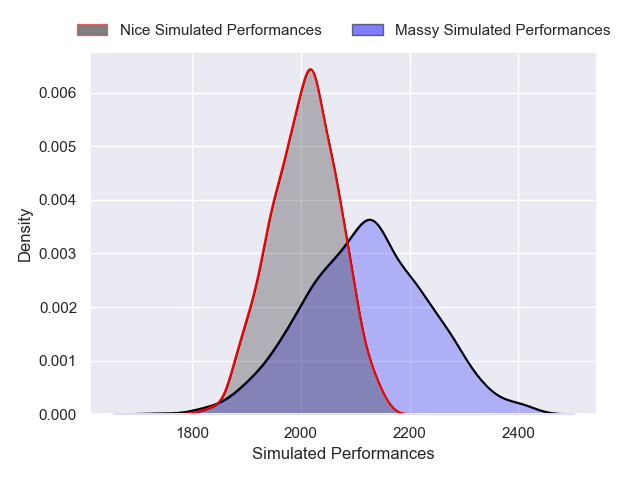 Nice Simulated Performances Massy Simulated Performances
0.006
0.005
0.004
0.003
0.002
0.001
0.000
Density
1800 2000 2200 2400
Simulated Performances